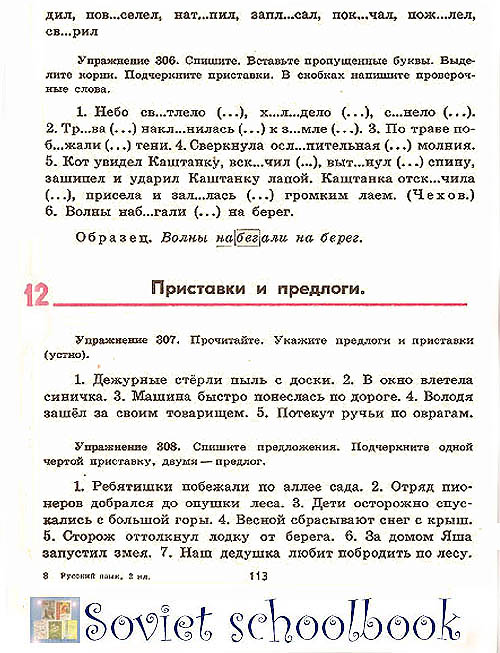 дил, пов...селел, нат...пил, запл...сал, пок...чал, пож...лел,
св...рил
Упражнение 306. Спишите. Вставьте пропущенные буквы. Выде-
лите корни. Подчеркните приставки. В скобках напишите провероч-
ные слова.
1. Небо св...тлело (...), х...л...дело (...), с...нело (...).
2. Тр...ва (...) накл...нилась (...) к з...мле (...). 3. По траве по-
б...жали (...) тени. 4. Сверкнула осл...пительная (...) молния.
5. Кот увидел Каштанку, вск...чил (...), выт...нул (...) спину,
зашипел и ударил Каштанку лапой. Каштанка отск...чила
(...), присела и зал...лась (...) громким лаем. (Чехов.)
6. Волны наб...гали (...) на берег.
Образец. Волны набегали на берег.
12 Приставки и предлоги.
Упражнение 307. Прочитайте. Укажите предлоги и приставки
(устно).
1. Дежурные стёрли пыль с доски. 2. В окно влетела
синичка. 3. Машина быстро понеслась по дороге. 4. Володя
зашёл за своим товарищем. 5. Потекут ручьи по оврагам.
Упражнение 308. Спишите предложения. Подчеркните одной
чертой приставку, двумя — предлог.
1. Ребятишки побежали по аллее сада. 2. Отряд пио-
неров добрался до опушки леса. 3. Дети осторожно спус-
кались с большой горы. 4. Весной сбрасывают снег с крыш.
5. Сторож оттолкнул лодку от берега. 6. За домом Яша
запустил змея. 7. Наш дедушка любит побродить по лесу.
8 Русский язык, 2 кл. 113
Soviet schoolbook